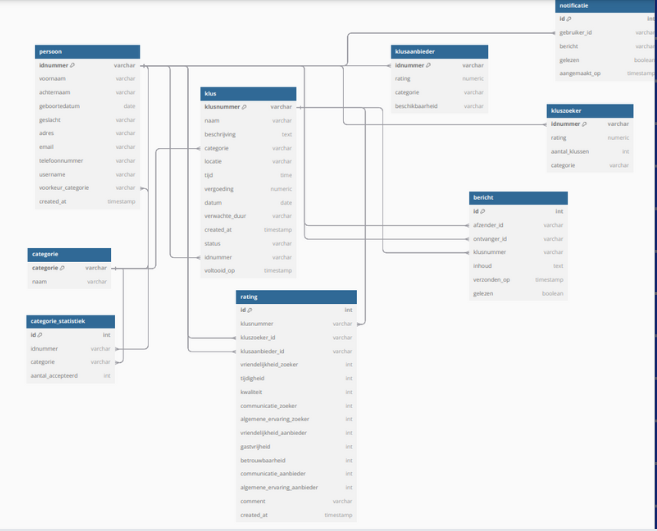 notificatie
id int
gebruiker_id varchar
bericht varchar
gelezen boolean
aangemaakt_op timestamp
persoon
idnummer varchar
voornaam varchar
achternaam varchar
geboortedatum date
geslacht varchar
adres varchar
email varchar
telefoonnummer varchar
username varchar
voorkeur_categorie varchar
created_at timestamp
klusaanbieder
idnummer varchar
rating numeric
categorie varchar
beschikbaarheid varchar
klus
klusnummer varchar
naam varchar
beschrijving text
categorie varchar
locatie varchar
tijd time
vergoeding numeric
datum date
verwachte_duur varchar
created_at timestamp
status varchar
idnummer varchar
voltooid_op timestamp
kluszoeker
idnummer varchar
rating numeric
aantal_klussen int
categorie varchar
bericht
id int
afzender_id varchar
ontvanger_id varchar
klusnummer varchar
inhoud text
verzonden_op timestamp
gelezen boolean
categorie
categorie varchar
naam varchar
categorie_statistiek
id int
idnummer varchar
categorie varchar
aantal_accepteerd int
rating
id int
klusnummer varchar
kluszoeker_id varchar
klusaanbieder_id varchar
vriendelijkheid_zoeker int
tijdigheid int
kwaliteit int
communicatie_zoeker int
algemene_ervaring_zoeker int
vriendelijkheid_aanbieder int
gastvrijheid int
betrouwbaarheid int
communicatie_aanbieder int
algemene_ervaring_aanbieder int
comment varchar
created_at timestamp